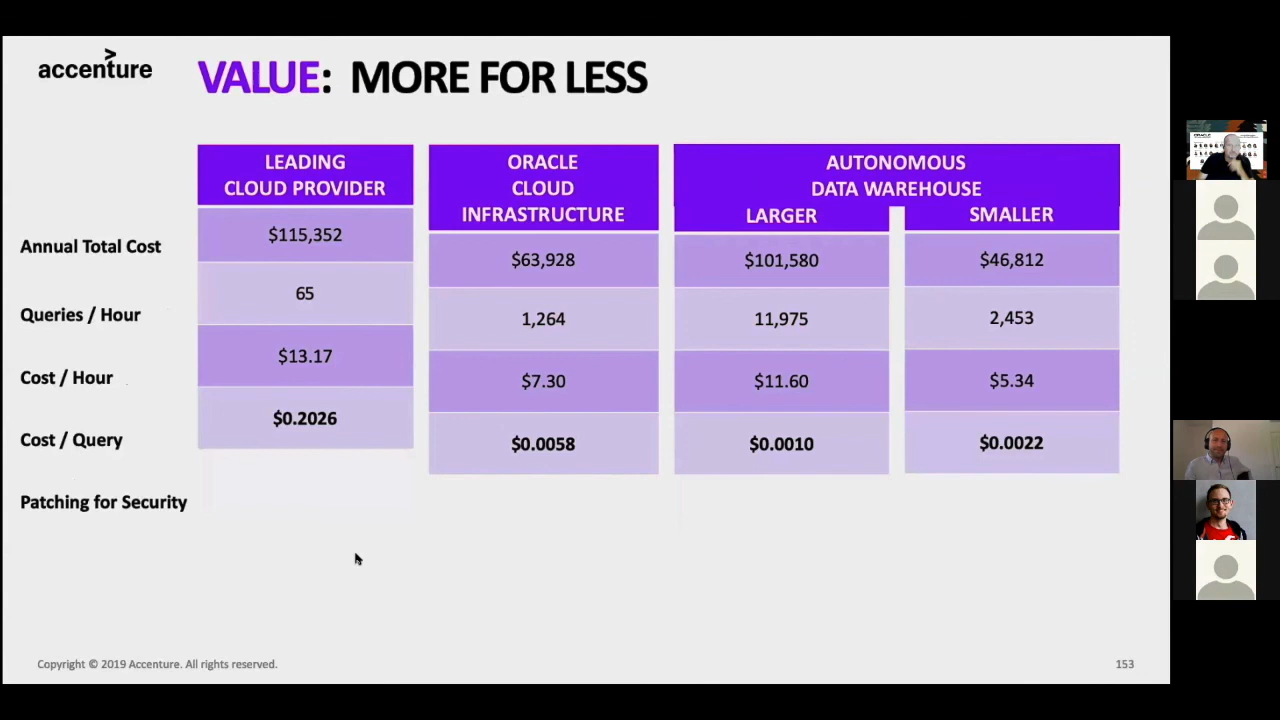 accenture
VALUE: MORE FOR LESS
LEADING
CLOUD PROVIDER
ORACLE
CLOUD
INFRASTRUCTURE
AUTONOMOUS
DATA WAREHOUSE
LARGER
SMALLER
Annual Total Cost
$115,352
$63,928
$101,580
$46,812
Queries / Hour
65
1,264
11,975
2,453
Cost / Hour
$13.17
$7.30
$11.60
$5.34
Cost / Query
$0.2026
$0.0058
$0.0010
$0.0022
Patching for Security
Copyright © 2019 Accenture. All rights reserved.
153